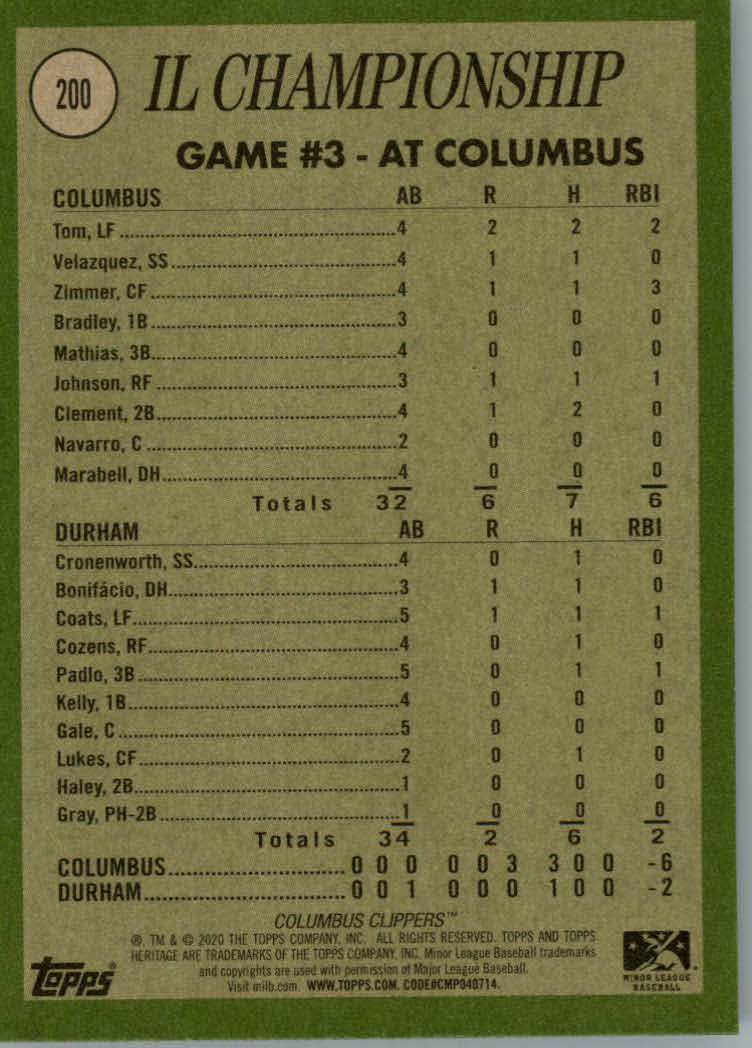 200
IL CHAMPIONSHIP
GAME #3 - AT COLUMBUS
COLUMBUS AB R H RBI
Tom, LF........4 2 2 2
Velazquez, SS........4 1 1 0
Zimmer, CF........4 1 1 3
Bradley, 1B........3 0 0 0
Mathias, 3B........4 0 0 0
Johnson, RF........3 1 1 1
Clement, 2B........4 1 2 0
Navarro, C........2 0 0 0
Marabell, DH........4 0 0 0
Totals 32 6 7 6
DURHAM AB R H RBI
Cronenworth, SS........4 0 1 0
Bonifácio, DH........3 1 1 0
Coats, LF........5 1 1 1
Cozens, RF........4 0 1 0
Padlo, 3B........5 0 1 1
Kelly, 1B........4 0 0 0
Gale, C........5 0 0 0
Lukes, CF........2 0 1 0
Haley, 2B........1 0 0 0
Gray, PH-2B........1 0 0 0
Totals 34 2 6 2
COLUMBUS........0 0 0 0 0 3 3 0 0 -6
DURHAM........0 0 1 0 0 0 1 0 0 -2
COLUMBUS CLIPPERS™
®, TM & © 2020 THE TOPPS COMPANY, INC. ALL RIGHTS RESERVED. TOPPS AND TOPPS
HERITAGE ARE TRADEMARKS OF THE TOPPS COMPANY, INC. Minor League Baseball trademarks
and copyrights are used with permission of Major League Baseball.
Visit milb.com. WWW.TOPPS.COM. CODE#CMP040714.
TOPPS®
MINOR LEAGUE
BASEBALL